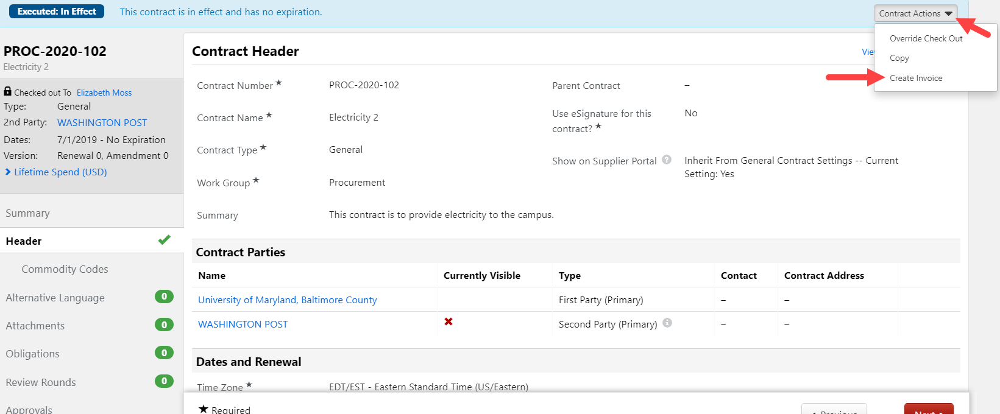 Executed: In Effect
This contract is in effect and has no expiration.
Contract Actions
Override Check Out
Copy
Create Invoice
PROC-2020-102
Electricity 2
Checked out To Elizabeth Moss
Type: General
2nd Party: WASHINGTON POST
Dates: 7/1/2019 - No Expiration
Version: Renewal 0, Amendment 0
Lifetime Spend (USD)
Summary
Header
Commodity Codes
Alternative Language 0
Attachments 0
Obligations 0
Review Rounds 0
Approvals
Contract Header
Contract Number ★ PROC-2020-102
Contract Name ★ Electricity 2
Contract Type ★ General
Work Group ★ Procurement
Summary This contract is to provide electricity to the campus.
Parent Contract –
Use eSignature for this No
contract? ★
Show on Supplier Portal ? Inherit From General Contract Settings -- Current
Setting: Yes
Contract Parties
Name Currently Visible Type Contact Contract Address
University of Maryland, Baltimore County First Party (Primary) – –
WASHINGTON POST Second Party (Primary) – –
Dates and Renewal
Time Zone ★ EDT/EST - Eastern Standard Time (US/Eastern)
★ Required
Previous
Next